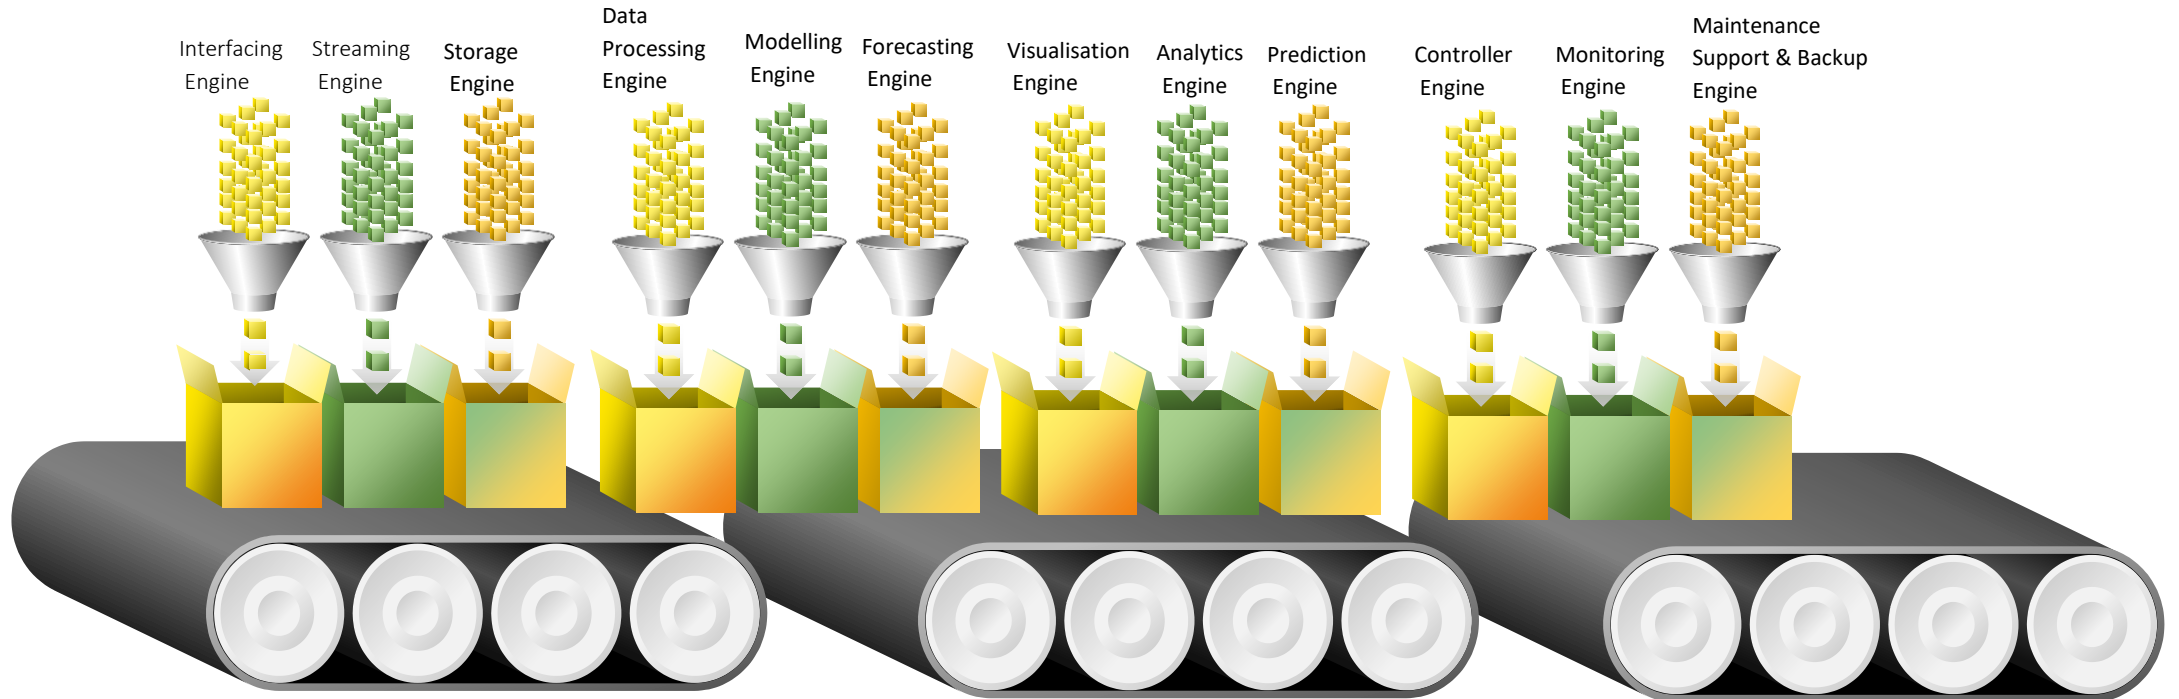 Interfacing
Engine
Streaming
Engine
Storage
Engine
Data
Processing
Engine
Modelling
Engine
Forecasting
Engine
Visualisation
Engine
Analytics
Engine
Prediction
Engine
Controller
Engine
Monitoring
Engine
Maintenance
Support & Backup
Engine